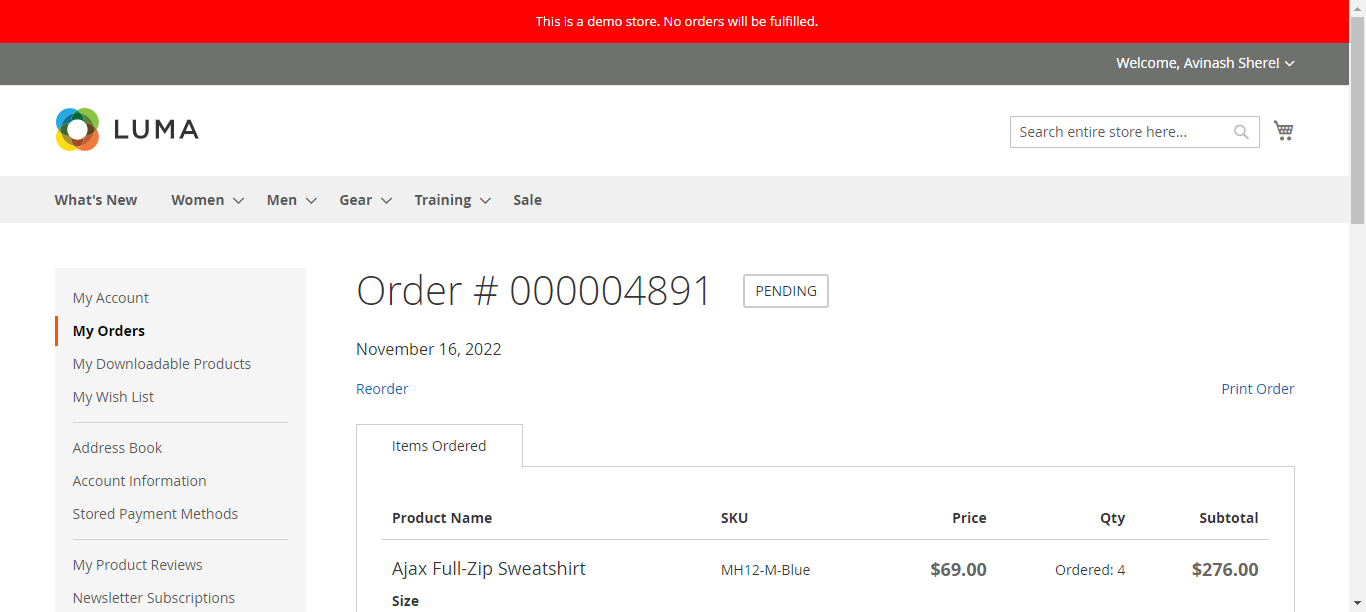 This is a demo store. No orders will be fulfilled.
Welcome, Avinash Shere!
LUMA
Search entire store here...
What's New Women Men Gear Training Sale
My Account
My Orders
My Downloadable Products
My Wish List
Address Book
Account Information
Stored Payment Methods
My Product Reviews
Newsletter Subscriptions
Order # 000004891 PENDING
November 16, 2022
Reorder Print Order
Items Ordered
Product Name SKU Price Qty Subtotal
Ajax Full-Zip Sweatshirt MH12-M-Blue $69.00 Ordered: 4 $276.00
Size